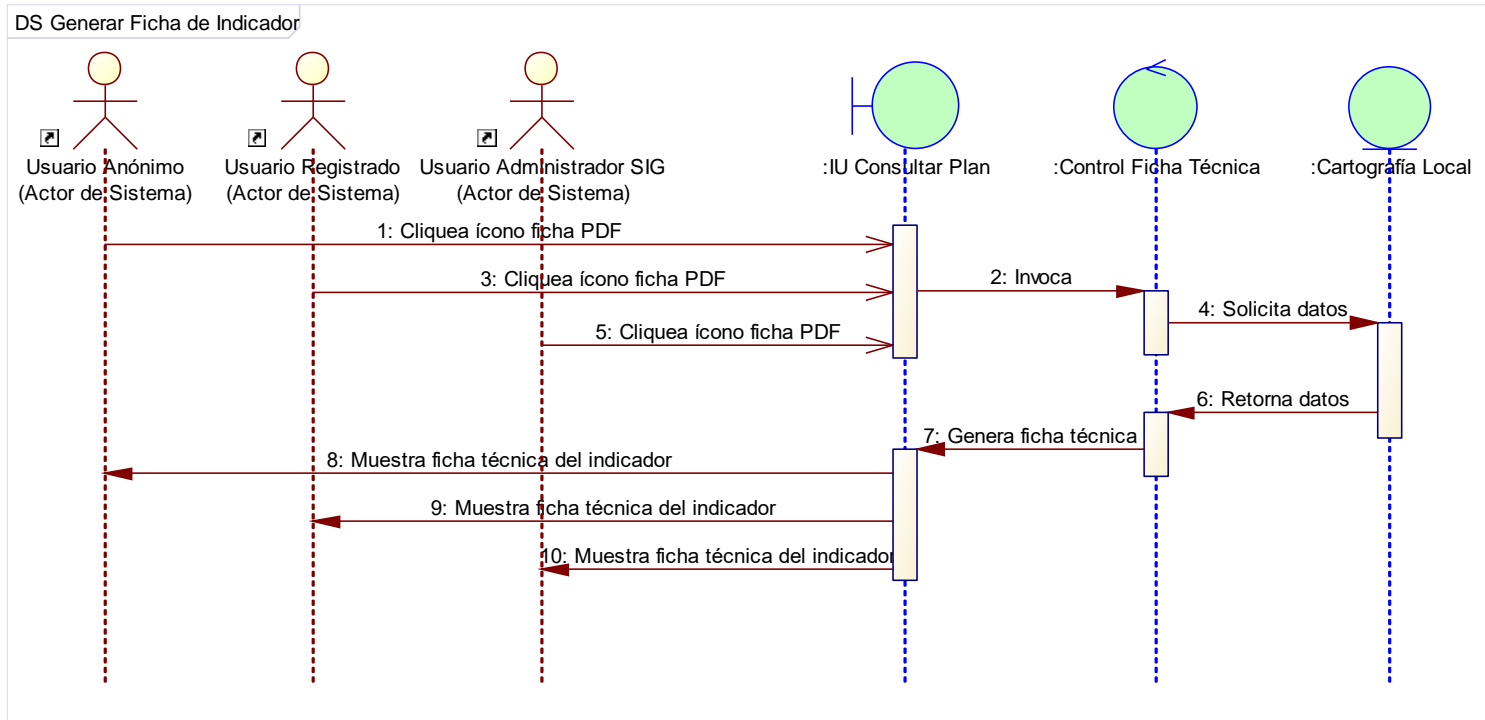 DS Generar Ficha de Indicador
Usuario Anónimo
(Actor de Sistema)
Usuario Registrado
(Actor de Sistema)
Usuario Administrador SIG
(Actor de Sistema)
:IU Consultar Plan
:Control Ficha Técnica
:Cartografía Local
1: Cliquea ícono ficha PDF
3: Cliquea ícono ficha PDF
2: Invoca
4: Solicita datos
5: Cliquea ícono ficha PDF
6: Retorna datos
7: Genera ficha técnica
8: Muestra ficha técnica del indicador
9: Muestra ficha técnica del indicador
10: Muestra ficha técnica del indicador